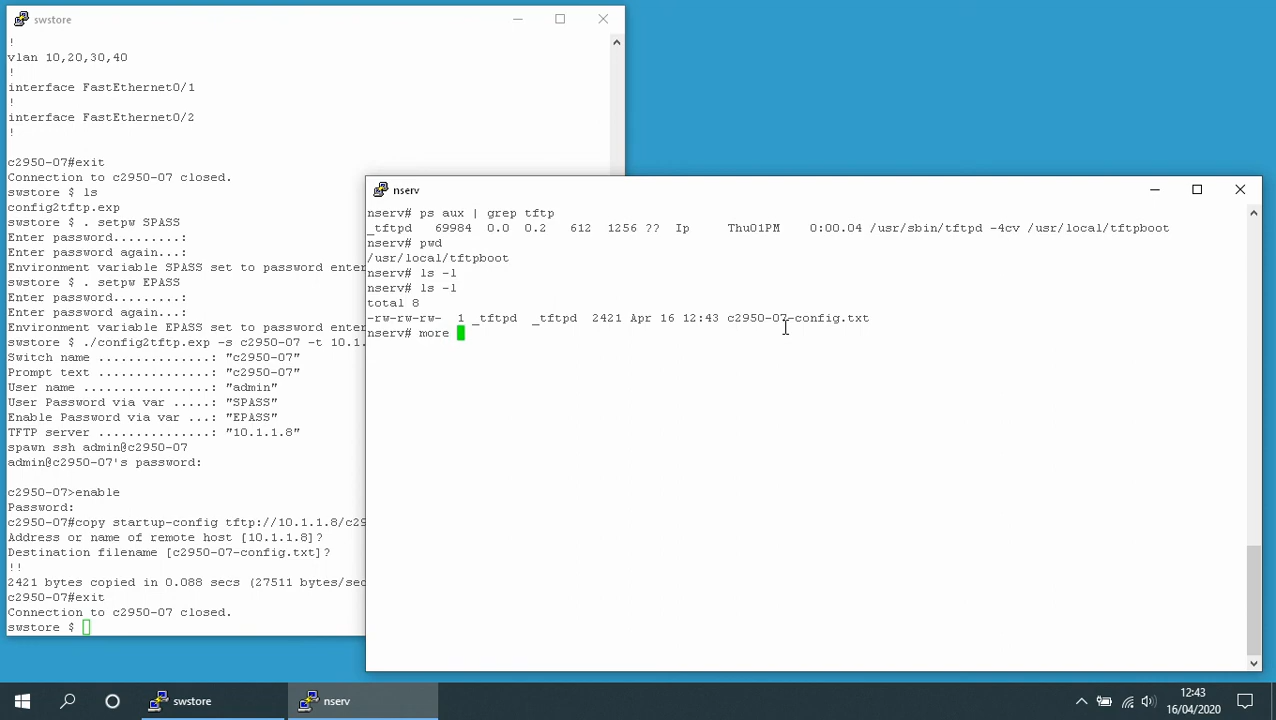 swstore
!
vlan 10,20,30,40
!
interface FastEthernet0/1
!
interface FastEthernet0/2
!
c2950-07#exit
Connection to c2950-07 closed.
swstore $ ls
config2tftp.exp
swstore $ . setpw SPASS
Enter password.........:
Enter password again...:
Environment variable SPASS set to password enter
swstore $ . setpw EPASS
Enter password.........:
Enter password again...:
Environment variable EPASS set to password enter
swstore $ ./config2tftp.exp -s c2950-07 -t 10.1.
Switch name ..............: "c2950-07"
Prompt text ..............: "c2950-07"
User name ................: "admin"
User Password via var .....: "SPASS"
Enable Password via var ...: "EPASS"
TFTP server ..............: "10.1.1.8"
spawn ssh admin@c2950-07
admin@c2950-07's password:
c2950-07>enable
Password:
c2950-07#copy startup-config tftp://10.1.1.8/c29
Address or name of remote host [10.1.1.8]?
Destination filename [c2950-07-config.txt]?
!!
2421 bytes copied in 0.088 secs (27511 bytes/sec
c2950-07#exit
Connection to c2950-07 closed.
swstore $
nserv
nserv# ps aux | grep tftp
_tftpd   69984  0.0  0.2   612  1256 ??  Ip     Thu01PM    0:00.04 /usr/sbin/tftpd -4cv /usr/local/tftpboot
nserv# pwd
/usr/local/tftpboot
nserv# ls -l
nserv# ls -l
total 8
-rw-rw-rw-  1 _tftpd  _tftpd  2421 Apr 16 12:43 c2950-07-config.txt
nserv# more
swstore
nserv
12:43
16/04/2020